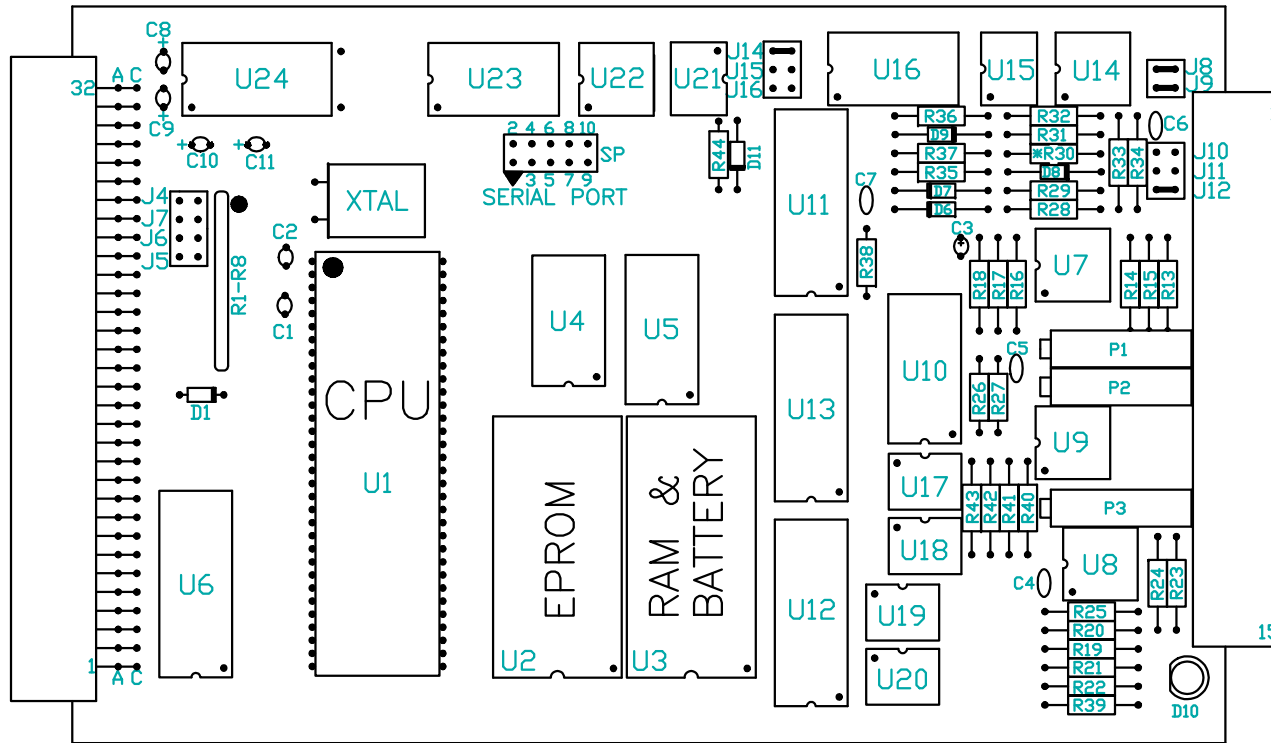 C8
U24
U23
U22
U21
J14
J15
J16
U16
U15
U14
J8
J9
A C
32
C9
+
+
+
+
C10
C11
2 4 6 8 10
SP
3 5 7 9
SERIAL PORT
R44
D11
R36
D9
R37
R35
D7
D6
R32
R31
*R30
D8
R29
R28
R33
R34
C6
J10
J11
J12
J4
J7
J6
J5
R1-R8
XTAL
C2
C1
U11
C7
R38
C3
+
R18
R17
R16
U7
R14
R15
R13
U4
U5
U10
C5
P1
P2
R26
R27
D1
CPU
U1
U13
U9
U17
R43
R42
R41
R40
P3
EPROM
U2
RAM &
BATTERY
U3
U6
U12
U18
C4
U8
R24
R23
U19
U20
R25
R20
R19
R21
R22
R39
D10
15
1
A C